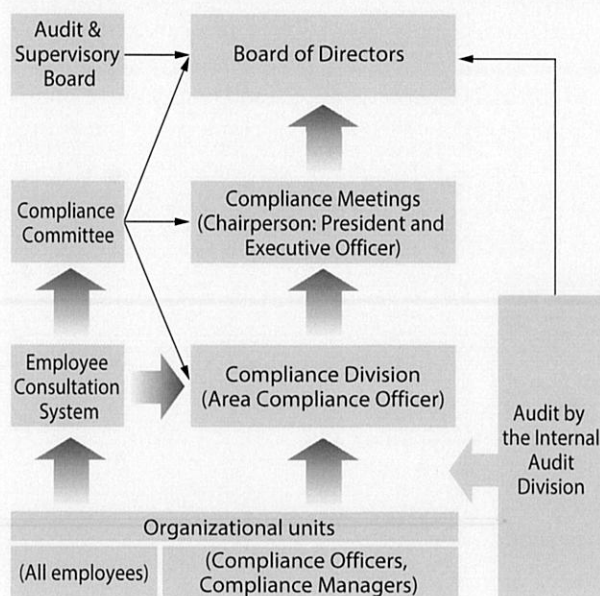 Audit &
Supervisory
Board
Board of Directors
Compliance
Committee
Compliance Meetings
(Chairperson: President and
Executive Officer)
Employee
Consultation
System
Compliance Division
(Area Compliance Officer)
Audit by
the Internal
Audit
Division
Organizational units
(All employees)
(Compliance Officers,
Compliance Managers)